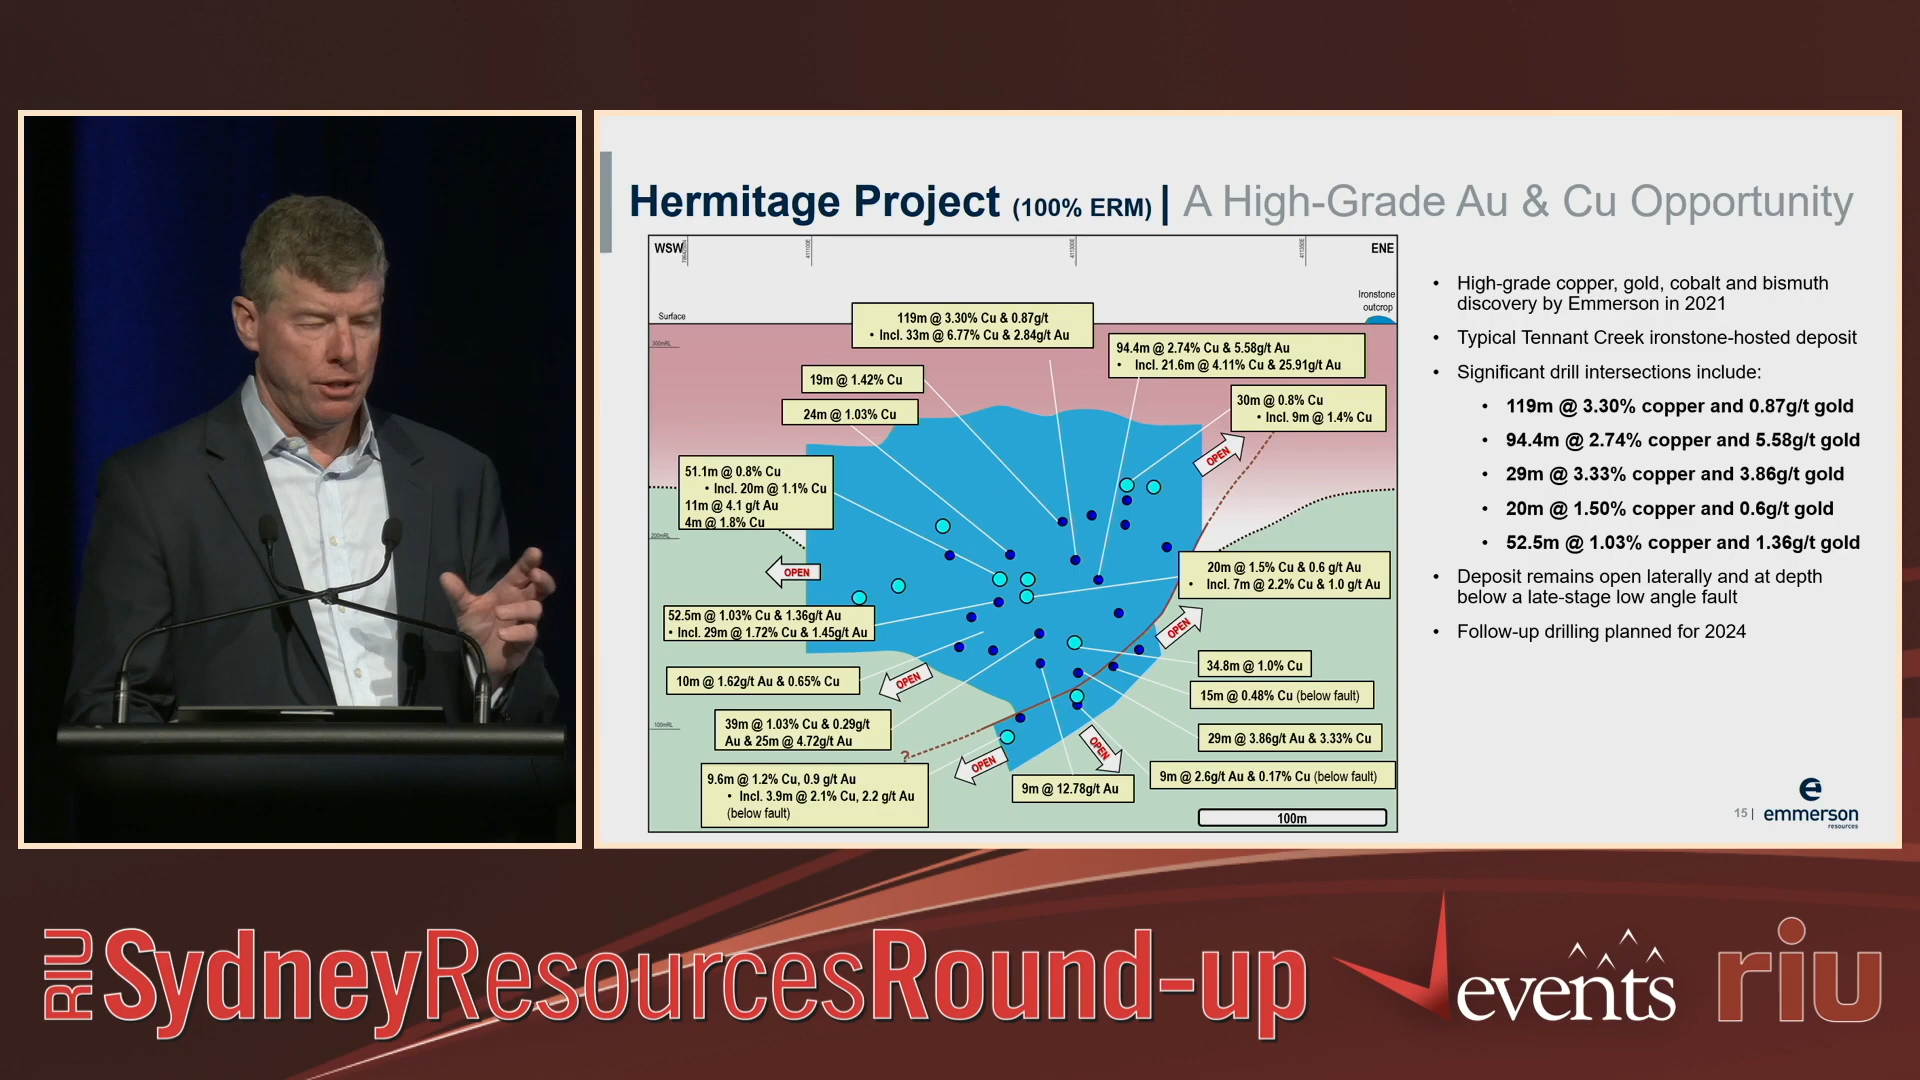 Hermitage Project (100% ERM) | A High-Grade Au & Cu Opportunity
WSW
ENE
Ironstone
outcrop
Surface
300mRL
119m @ 3.30% Cu & 0.87g/t
• Incl. 33m @ 6.77% Cu & 2.84g/t Au
94.4m @ 2.74% Cu & 5.58g/t Au
• Incl. 21.6m @ 4.11% Cu & 25.91g/t Au
19m @ 1.42% Cu
24m @ 1.03% Cu
30m @ 0.8% Cu
• Incl. 9m @ 1.4% Cu
OPEN
51.1m @ 0.8% Cu
• Incl. 20m @ 1.1% Cu
11m @ 4.1 g/t Au
4m @ 1.8% Cu
200mRL
OPEN
20m @ 1.5% Cu & 0.6 g/t Au
• Incl. 7m @ 2.2% Cu & 1.0 g/t Au
52.5m @ 1.03% Cu & 1.36g/t Au
• Incl. 29m @ 1.72% Cu & 1.45g/t Au
OPEN
10m @ 1.62g/t Au & 0.65% Cu
OPEN
34.8m @ 1.0% Cu
15m @ 0.48% Cu (below fault)
39m @ 1.03% Cu & 0.29g/t
Au & 25m @ 4.72g/t Au
100mRL
29m @ 3.86g/t Au & 3.33% Cu
?
OPEN
OPEN
9.6m @ 1.2% Cu, 0.9 g/t Au
• Incl. 3.9m @ 2.1% Cu, 2.2 g/t Au
(below fault)
9m @ 12.78g/t Au
9m @ 2.6g/t Au & 0.17% Cu (below fault)
100m
• High-grade copper, gold, cobalt and bismuth
discovery by Emmerson in 2021
• Typical Tennant Creek ironstone-hosted deposit
• Significant drill intersections include:
• 119m @ 3.30% copper and 0.87g/t gold
• 94.4m @ 2.74% copper and 5.58g/t gold
• 29m @ 3.33% copper and 3.86g/t gold
• 20m @ 1.50% copper and 0.6g/t gold
• 52.5m @ 1.03% copper and 1.36g/t gold
• Deposit remains open laterally and at depth
below a late-stage low angle fault
• Follow-up drilling planned for 2024
15 |
emmerson
resources
RIU SydneyResourcesRound-up
events
riu